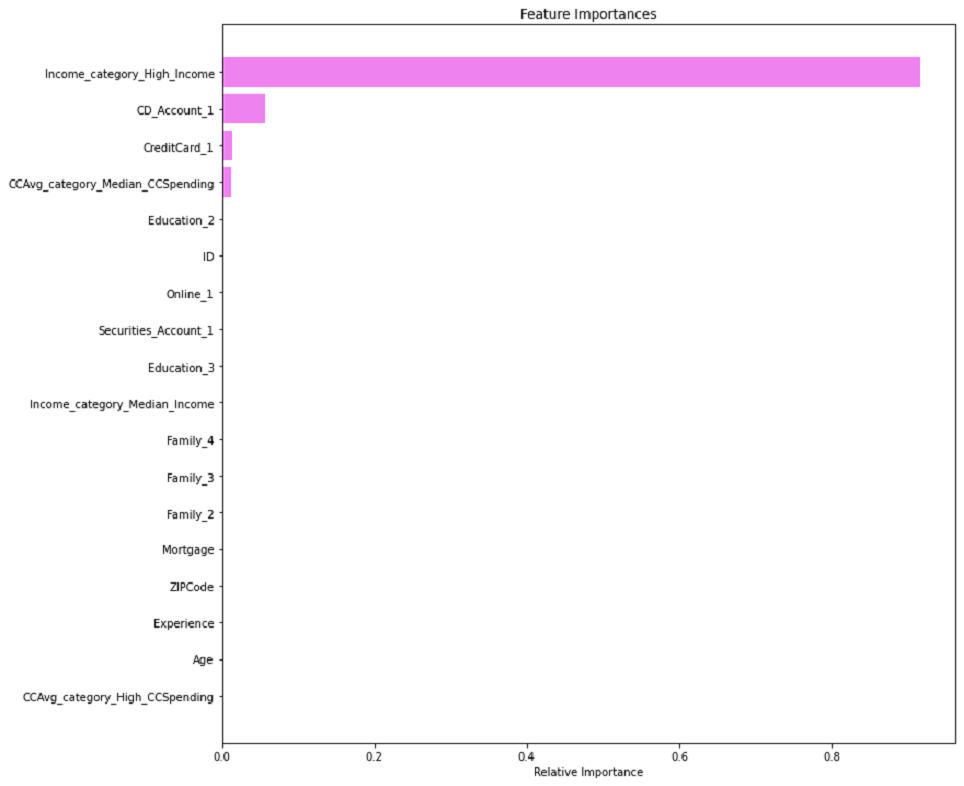 Feature Importances
Income_category_High_Income
CD_Account_1
CreditCard_1
CCAvg_category_Median_CCSpending
Education_2
ID
Online_1
Securities_Account_1
Education_3
Income_category_Median_Income
Family_4
Family_3
Family_2
Mortgage
ZIPCode
Experience
Age
CCAvg_category_High_CCSpending
0.0 0.2 0.4 0.6 0.8
Relative Importance